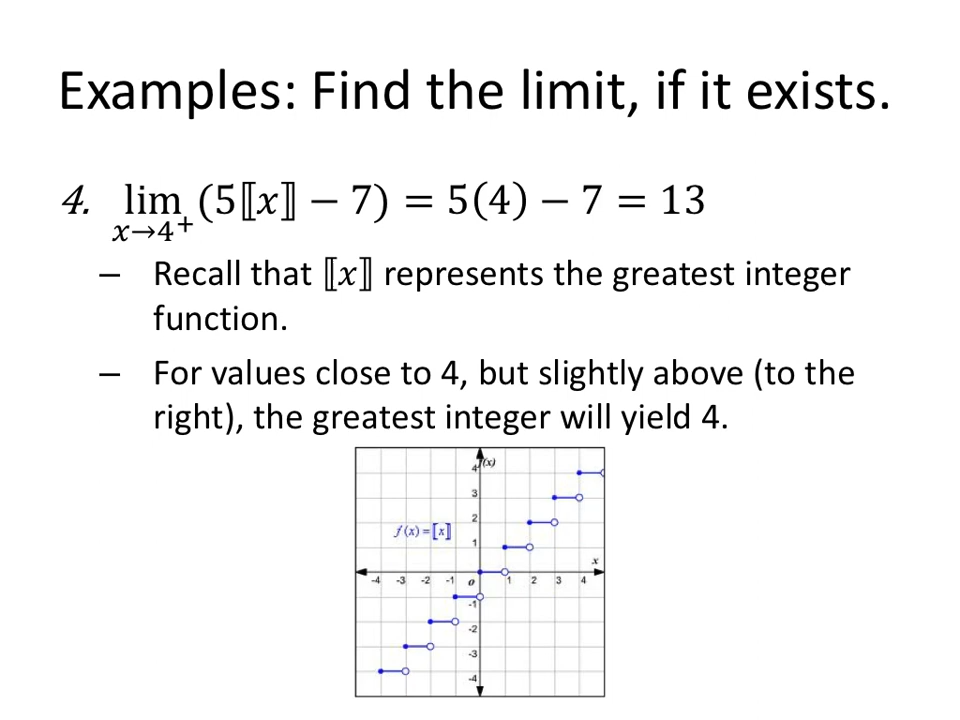 Examples: Find the limit, if it exists.
4. lim (5⟦x⟧ − 7) = 5(4) − 7 = 13
x→4⁺
– Recall that ⟦x⟧ represents the greatest integer
function.
– For values close to 4, but slightly above (to the
right), the greatest integer will yield 4.
f(x)
4
3
2
1
f(x) = [x]
x
-4 -3 -2 -1 o 1 2 3 4
-1
-2
-3
-4